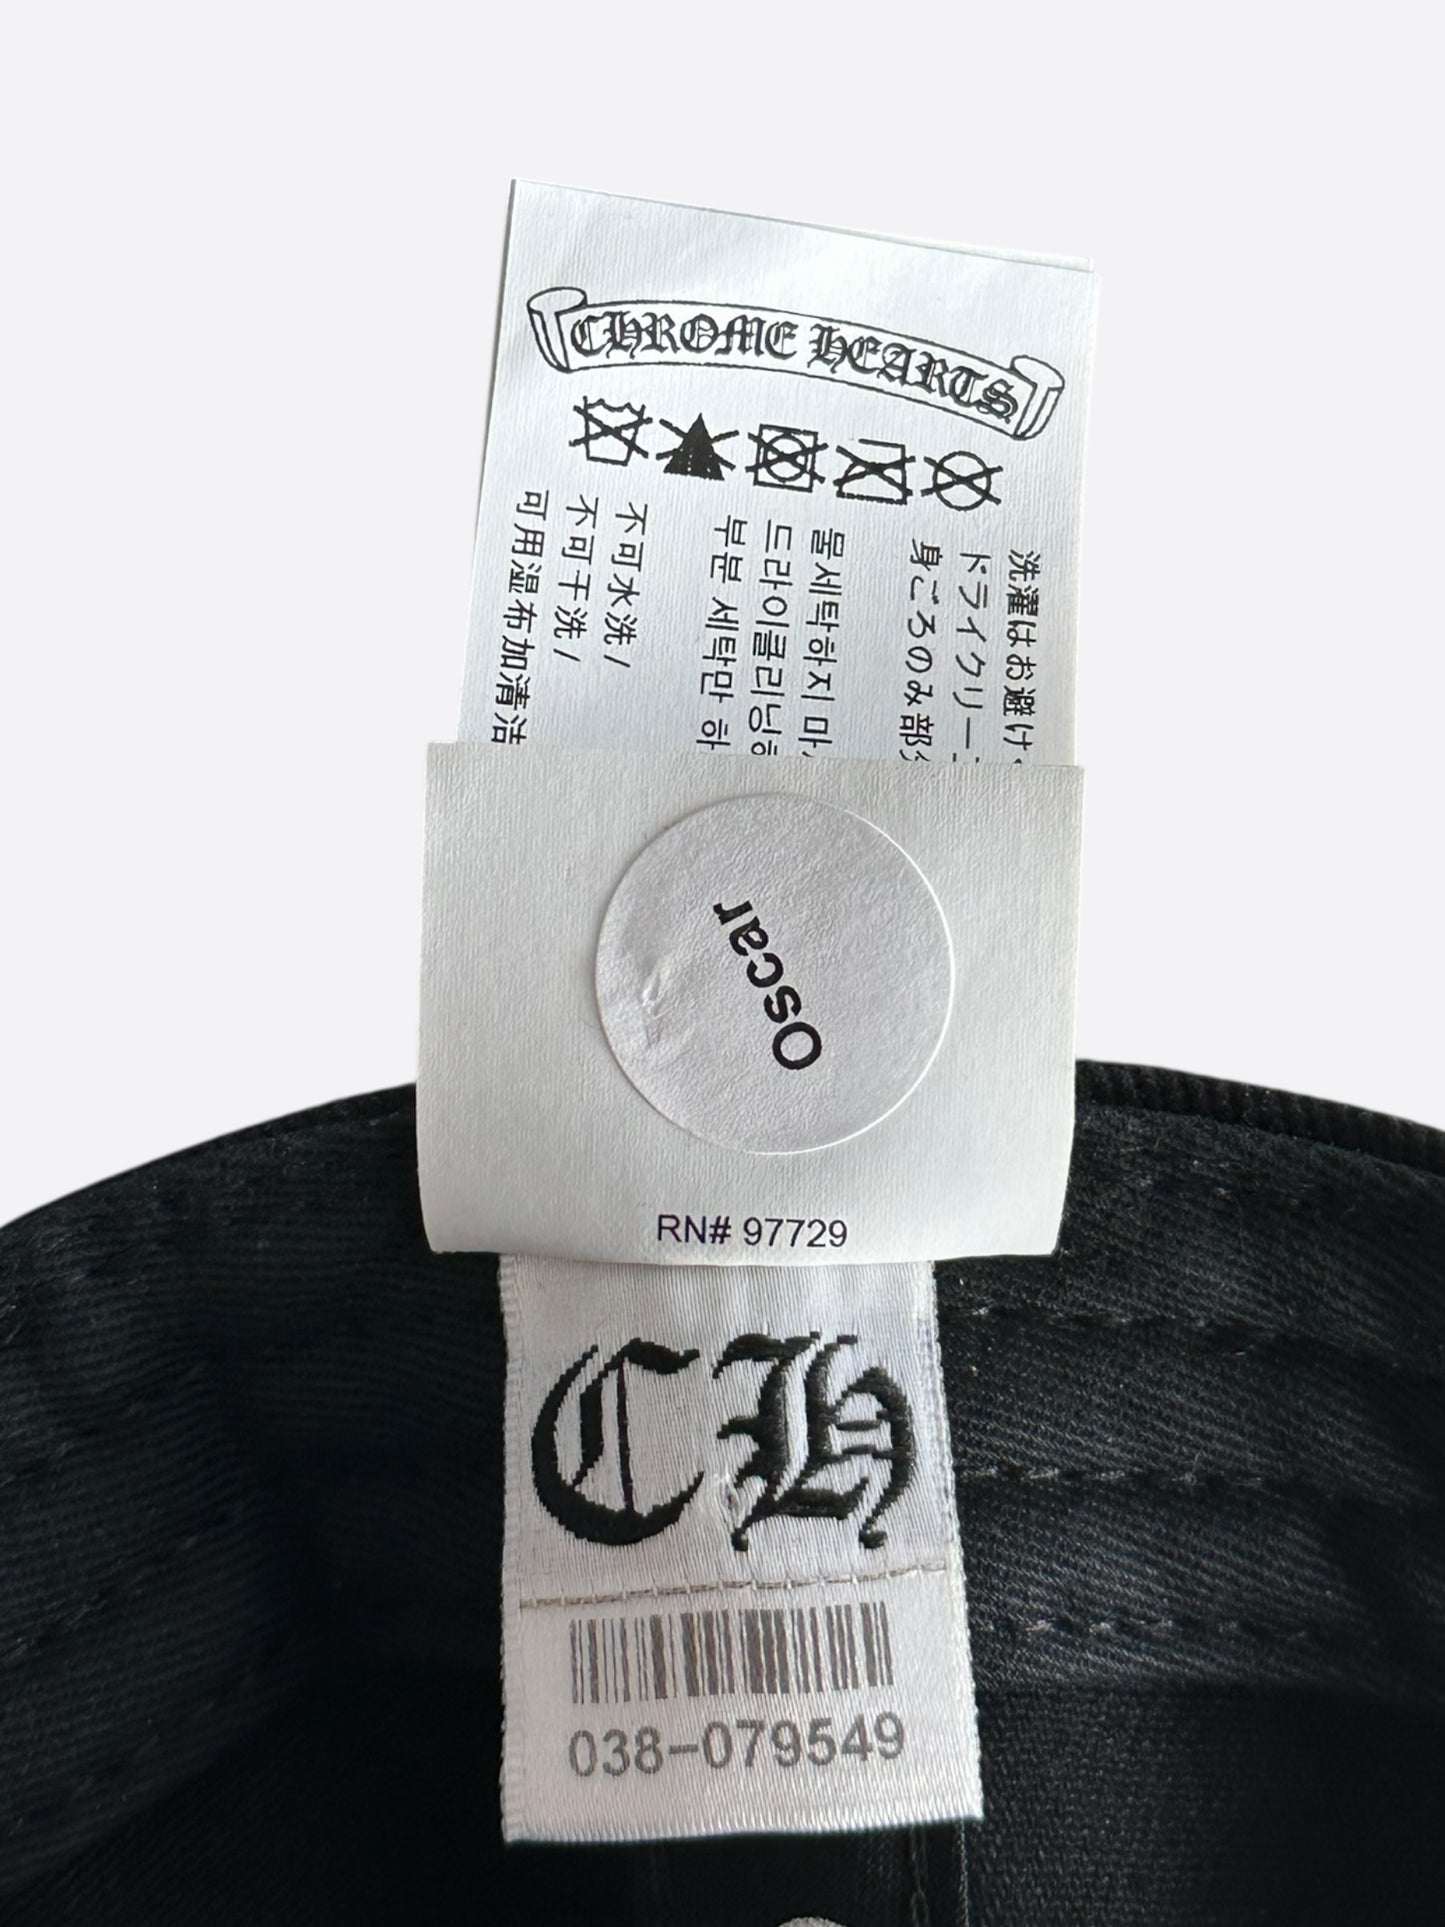 CHROME HEARTS
洗濯はお避け
ドライクリー
身ごろのみ部分
물세탁하지 마
드라이클리닝
부분 세탁만 하
不可水洗/
不可干洗/
可用湿布加清洁
Oscar
RN# 97729
CH
038-079549